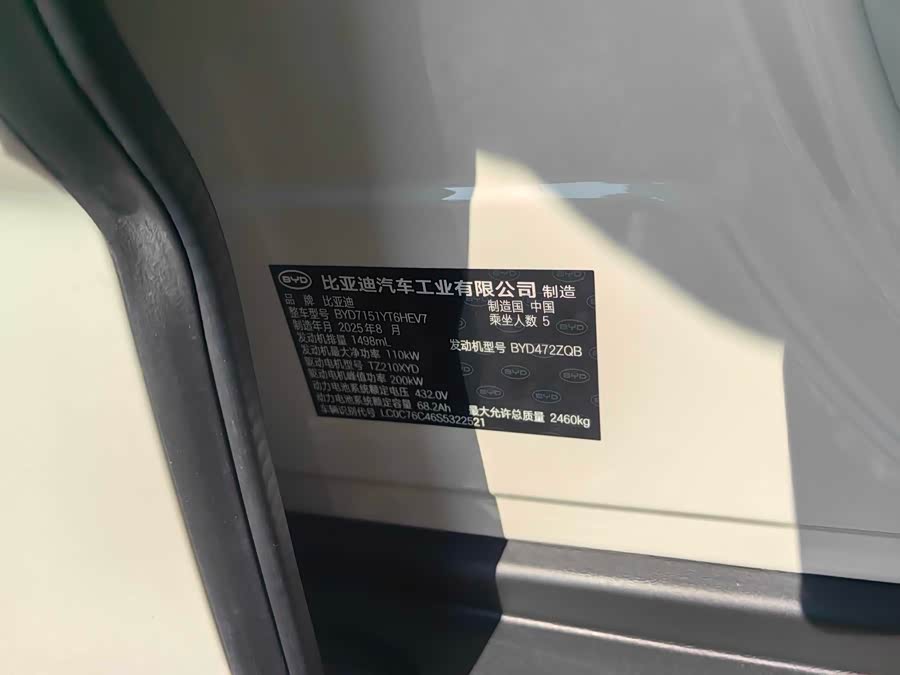 BYD 比亚迪汽车工业有限公司 制造
品 牌 比亚迪 制造国 中国
整车型号 BYD7151YT6HEV7 乘坐人数 5
制造年月 2025年8 月
发动机排量 1498mL 发动机型号 BYD472ZQB
发动机最大净功率 110kW
驱动电机型号 TZ210XYD
驱动电机峰值功率 200kW
动力电池系统额定电压 432.0V
动力电池系统额定容量 68.2Ah 最大允许总质量 2460kg
车辆识别代号 LC0C76C46S5322521